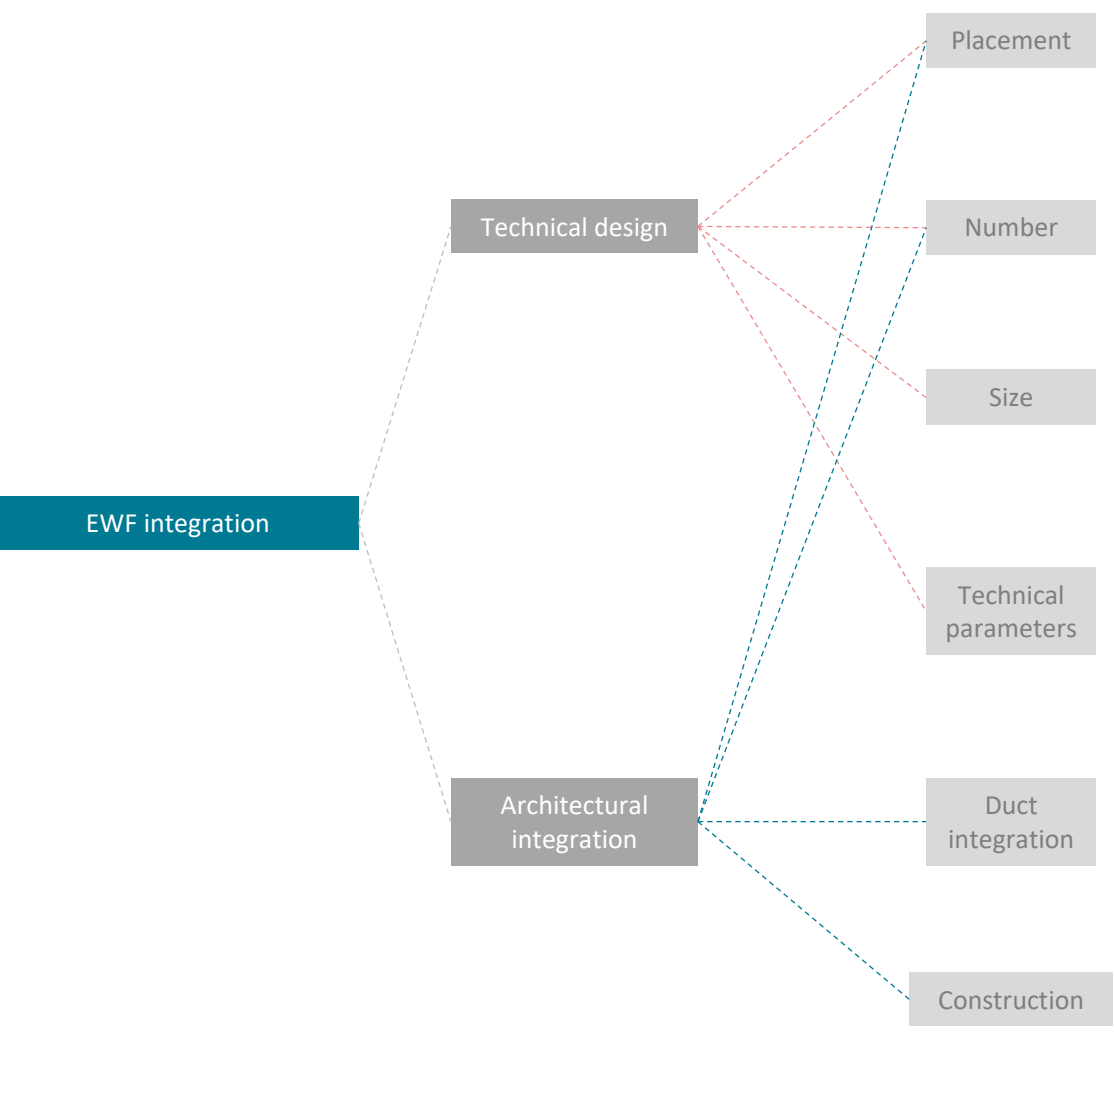 Placement
Technical design
Number
Size
EWF integration
Technical
parameters
Architectural
integration
Duct
integration
Construction